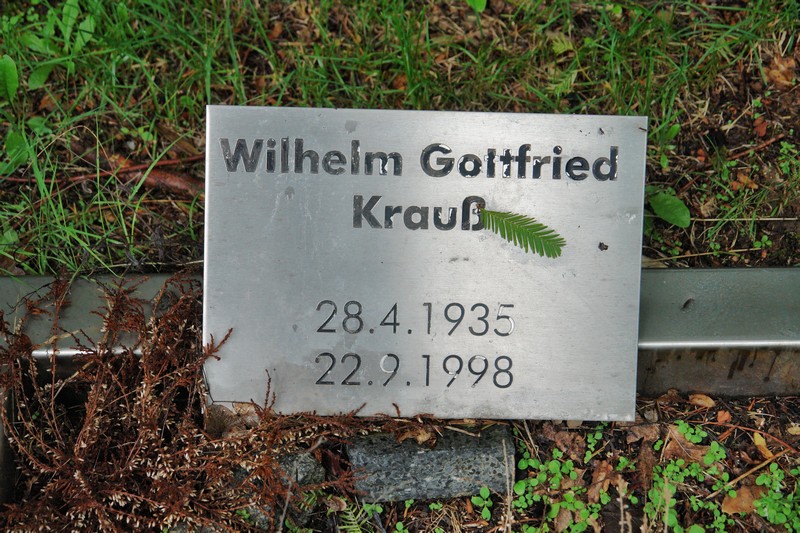 Wilhelm Gottfried
Krauß
28.4.1935
22.9.1998